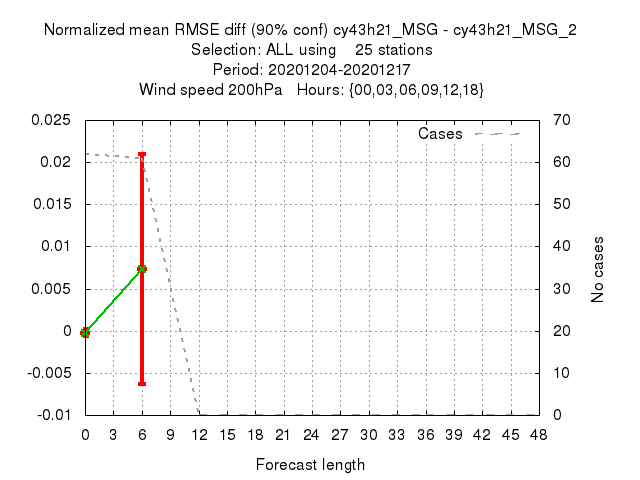 Normalized mean RMSE diff (90% conf) cy43h21_MSG - cy43h21_MSG_2
Selection: ALL using 25 stations
Period: 20201204-20201217
Wind speed 200hPa Hours: {00,03,06,09,12,18}
Cases
0.025
0.02
0.015
0.01
0.005
0
-0.005
-0.01
70
60
50
40
30
20
10
0
No cases
0 3 6 9 12 15 18 21 24 27 30 33 36 39 42 45 48
Forecast length